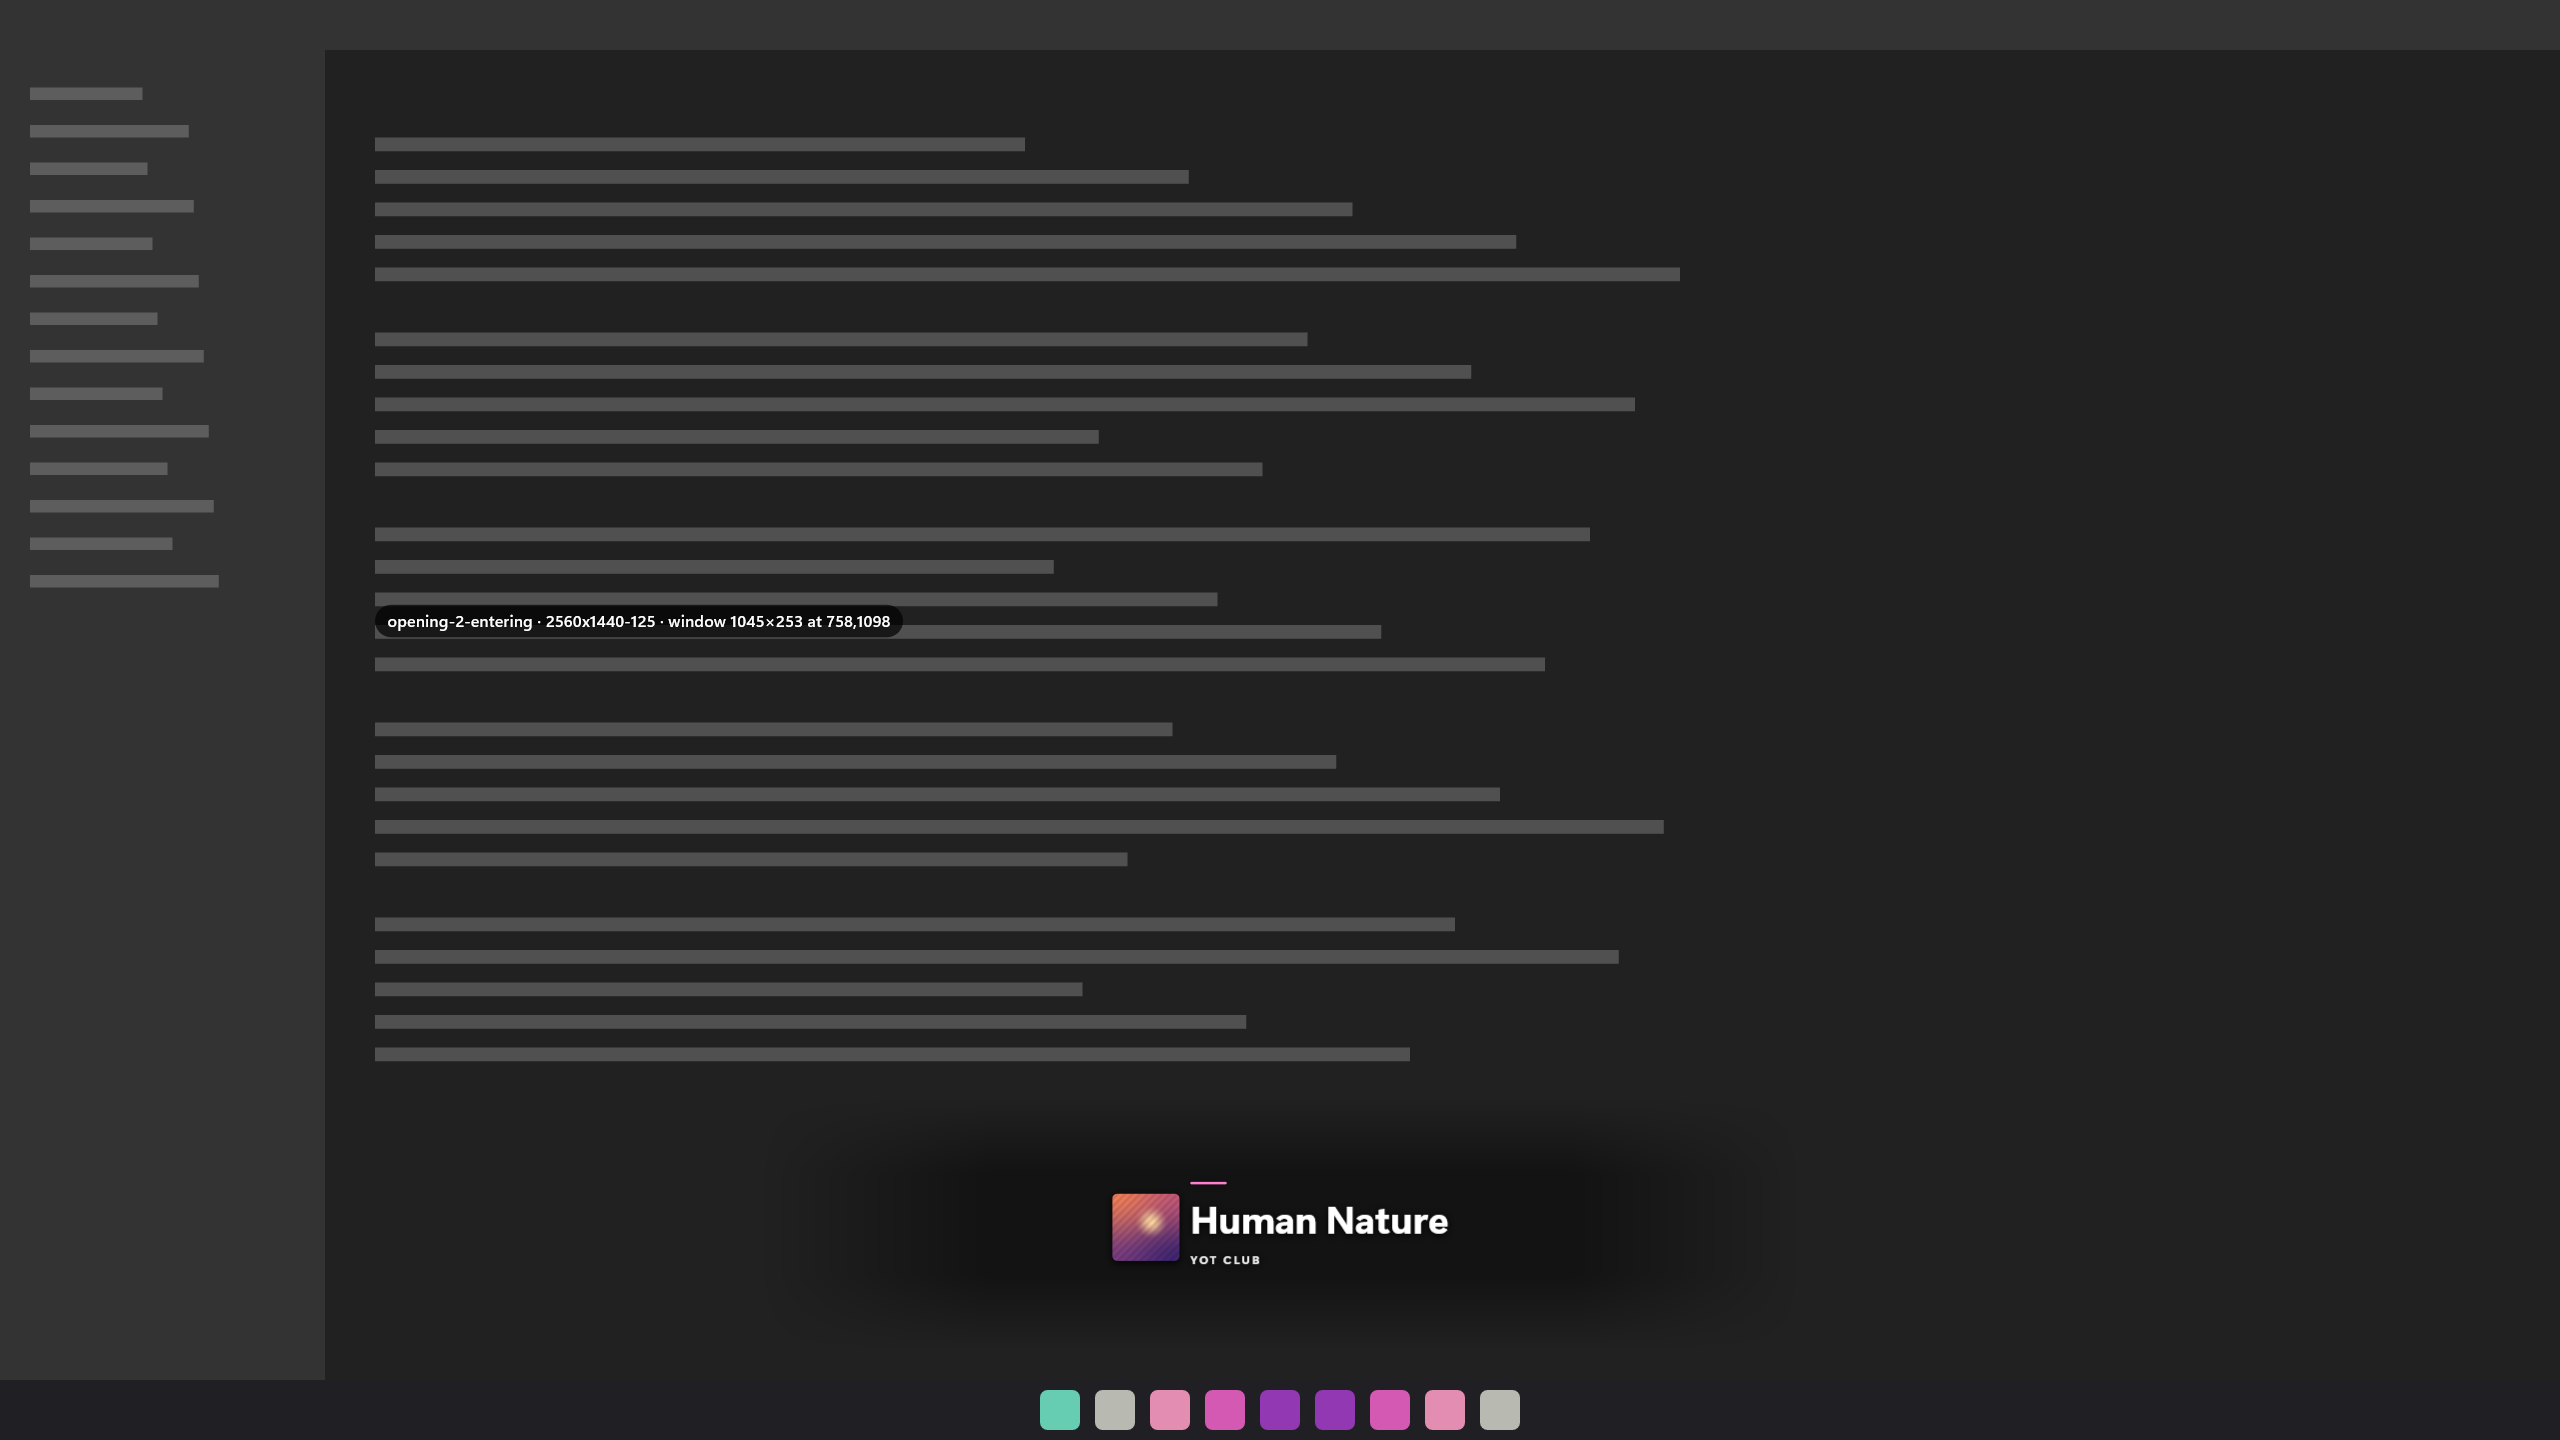 opening-2-entering · 2560x1440-125 · window 1045×253 at 758,1098
Human Nature
YOT CLUB